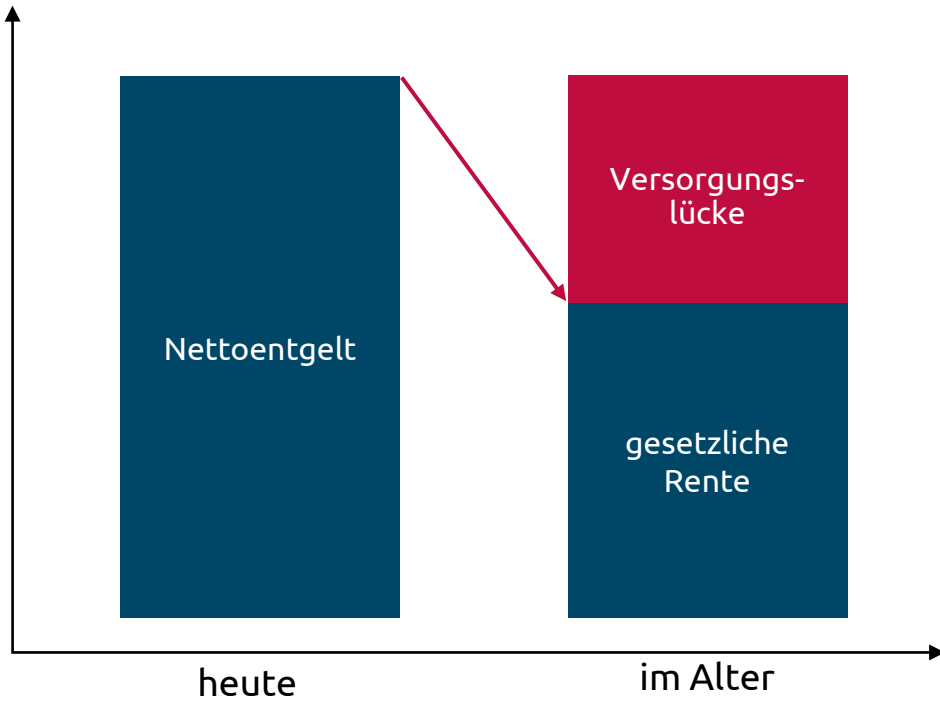 Versorgungs-
lücke
Nettoentgelt
gesetzliche
Rente
heute
im Alter